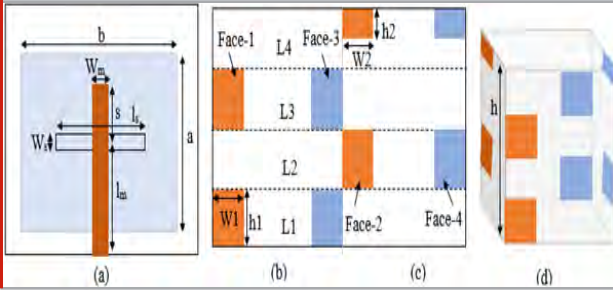 b
Wm
s
ls
Ws
lm
a
(a)
Face-1
Face-3
L4
h2
W2
L3
L2
W1
h1
L1
Face-2
Face-4
(b)
(c)
h
(d)